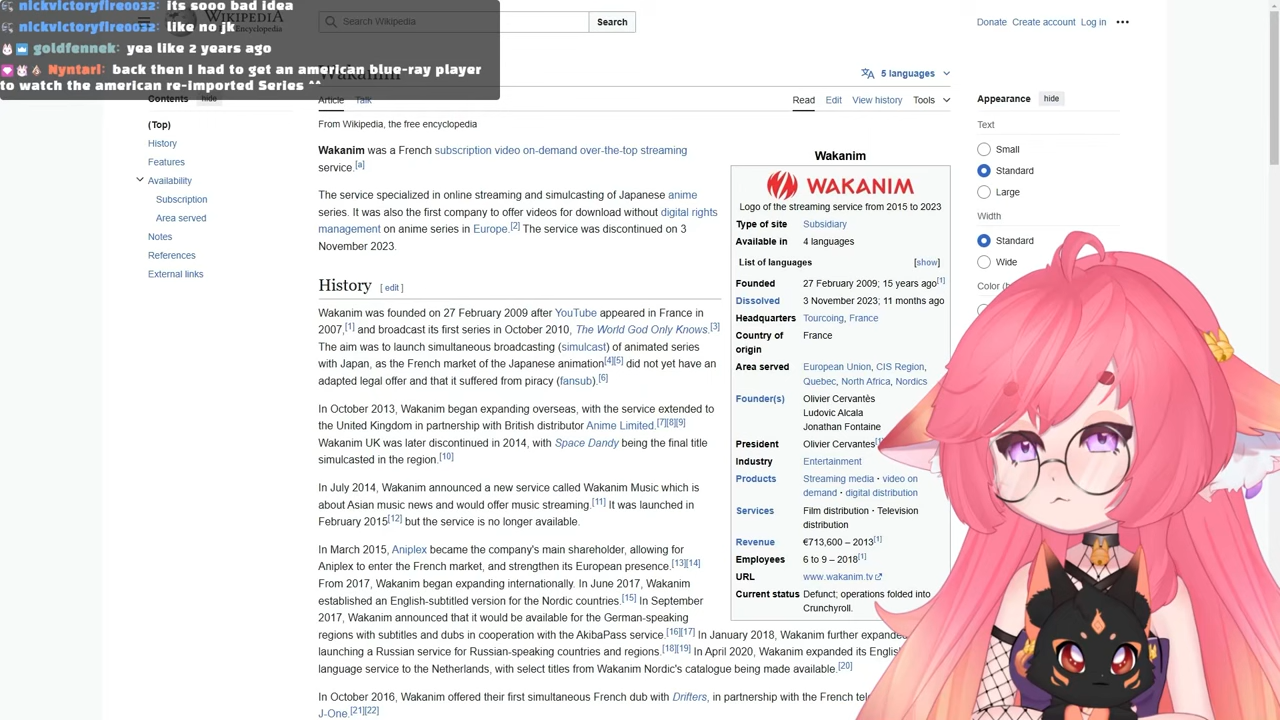 nickvictoryfire0032: its sooo bad idea
nickvictoryfire0032: like no jk
goldfennek: yea like 2 years ago
Nyntari: back then I had to get an american blue-ray player
to watch the american re-imported Series ^^
Search Wikipedia
Search
Donate Create account Log in
Wakanim
5 languages
Article Talk
Read Edit View history Tools
From Wikipedia, the free encyclopedia
Contents hide
(Top)
History
Features
Availability
Subscription
Area served
Notes
References
External links
Wakanim was a French subscription video on-demand over-the-top streaming
service.[a]
The service specialized in online streaming and simulcasting of Japanese anime
series. It was also the first company to offer videos for download without digital rights
management on anime series in Europe.[2] The service was discontinued on 3
November 2023.
History [ edit ]
Wakanim was founded on 27 February 2009 after YouTube appeared in France in
2007,[1] and broadcast its first series in October 2010, The World God Only Knows.[3]
The aim was to launch simultaneous broadcasting (simulcast) of animated series
with Japan, as the French market of the Japanese animation[4][5] did not yet have an
adapted legal offer and that it suffered from piracy (fansub).[6]
In October 2013, Wakanim began expanding overseas, with the service extended to
the United Kingdom in partnership with British distributor Anime Limited.[7][8][9]
Wakanim UK was later discontinued in 2014, with Space Dandy being the final title
simulcasted in the region.[10]
In July 2014, Wakanim announced a new service called Wakanim Music which is
about Asian music news and would offer music streaming.[11] It was launched in
February 2015[12] but the service is no longer available.
In March 2015, Aniplex became the company's main shareholder, allowing for
Aniplex to enter the French market, and strengthen its European presence.[13][14]
From 2017, Wakanim began expanding internationally. In June 2017, Wakanim
established an English-subtitled version for the Nordic countries.[15] In September
2017, Wakanim announced that it would be available for the German-speaking
regions with subtitles and dubs in cooperation with the AkibaPass service.[16][17] In January 2018, Wakanim further expanded
launching a Russian service for Russian-speaking countries and regions.[18][19] In April 2020, Wakanim expanded its
language service to the Netherlands, with select titles from Wakanim Nordic's catalogue being made available.[20]
In October 2016, Wakanim offered their first simultaneous French dub with Drifters, in partnership with the French
J-One.[21][22]
Wakanim
WAKANIM
Logo of the streaming service from 2015 to 2023
Type of site Subsidiary
Available in 4 languages
List of languages [show]
Founded 27 February 2009; 15 years ago[1]
Dissolved 3 November 2023; 11 months ago
Headquarters Tourcoing, France
Country of origin France
Area served European Union, CIS Region,
Quebec, North Africa, Nordics
Founder(s) Olivier Cervantès
Ludovic Alcala
Jonathan Fontaine
President Olivier Cervantes
Industry Entertainment
Products Streaming media · video on
demand · digital distribution
Services Film distribution · Television
distribution
Revenue €713,600 – 2013[1]
Employees 6 to 9 – 2018[1]
URL www.wakanim.tv
Current status Defunct; operations folded into
Crunchyroll.
Appearance hide
Text
Small
Standard
Large
Width
Standard
Wide